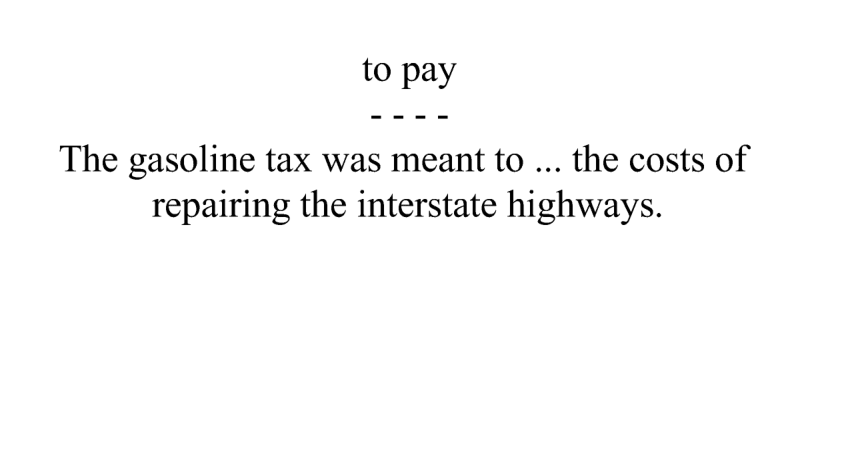 to pay
- - - -
The gasoline tax was meant to ... the costs of
repairing the interstate highways.